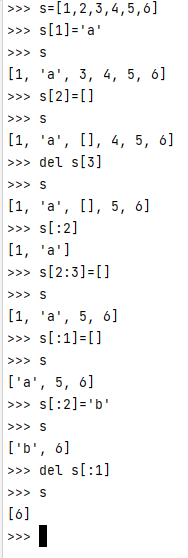 >>> s=[1,2,3,4,5,6]
>>> s[1]='a'
>>> s
[1, 'a', 3, 4, 5, 6]
>>> s[2]=[]
>>> s
[1, 'a', [], 4, 5, 6]
>>> del s[3]
>>> s
[1, 'a', [], 5, 6]
>>> s[:2]
[1, 'a']
>>> s[2:3]=[]
>>> s
[1, 'a', 5, 6]
>>> s[:1]=[]
>>> s
['a', 5, 6]
>>> s[:2]='b'
>>> s
['b', 6]
>>> del s[:1]
>>> s
[6]
>>>